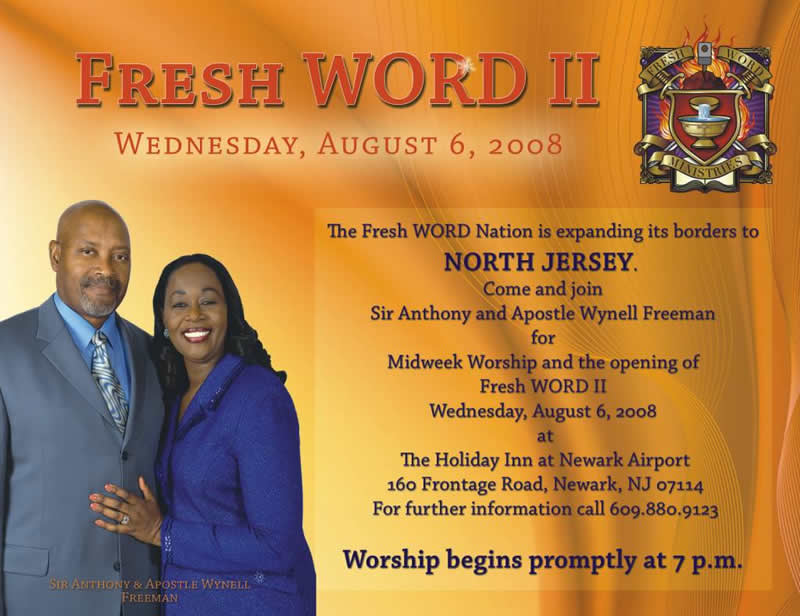 Fresh WORD II
Wednesday, August 6, 2008
FRESH WORD
MINISTRIES
The Fresh WORD Nation is expanding its borders to
NORTH JERSEY.
Come and join
Sir Anthony and Apostle Wynell Freeman
for
Midweek Worship and the opening of
Fresh WORD II
Wednesday, August 6, 2008
at
The Holiday Inn at Newark Airport
160 Frontage Road, Newark, NJ 07114
For further information call 609.880.9123
Worship begins promptly at 7 p.m.
Sir Anthony & Apostle Wynell
Freeman